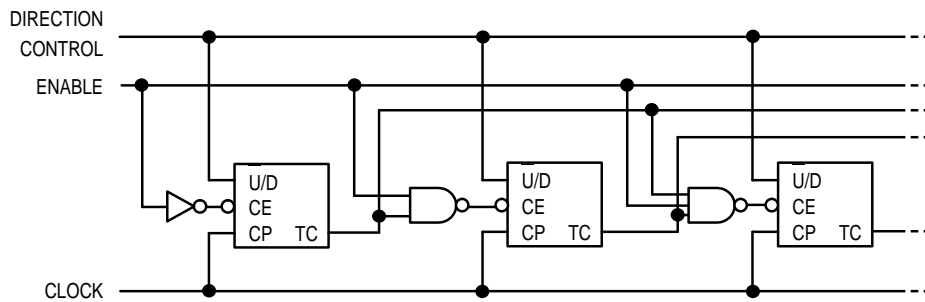 DIRECTION
CONTROL
ENABLE
U/D
CE
CP TC
U/D
CE
CP TC
U/D
CE
CP TC
CLOCK